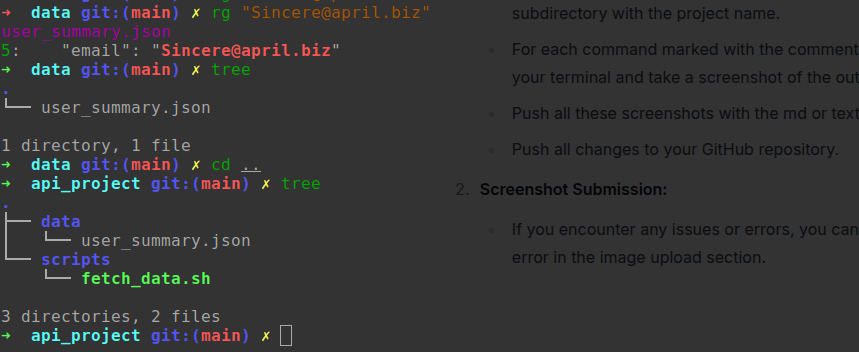 ➜  data git:(main) ✗ rg "Sincere@april.biz"
user_summary.json
5:    "email": "Sincere@april.biz"
➜  data git:(main) ✗ tree
.
└── user_summary.json
1 directory, 1 file
➜  data git:(main) ✗ cd ..
➜  api_project git:(main) ✗ tree
.
├── data
│   └── user_summary.json
└── scripts
    └── fetch_data.sh
3 directories, 2 files
➜  api_project git:(main) ✗
subdirectory with the project name.
For each command marked with the comment
your terminal and take a screenshot of the out
Push all these screenshots with the md or text
Push all changes to your GitHub repository.
2. Screenshot Submission:
If you encounter any issues or errors, you can
error in the image upload section.